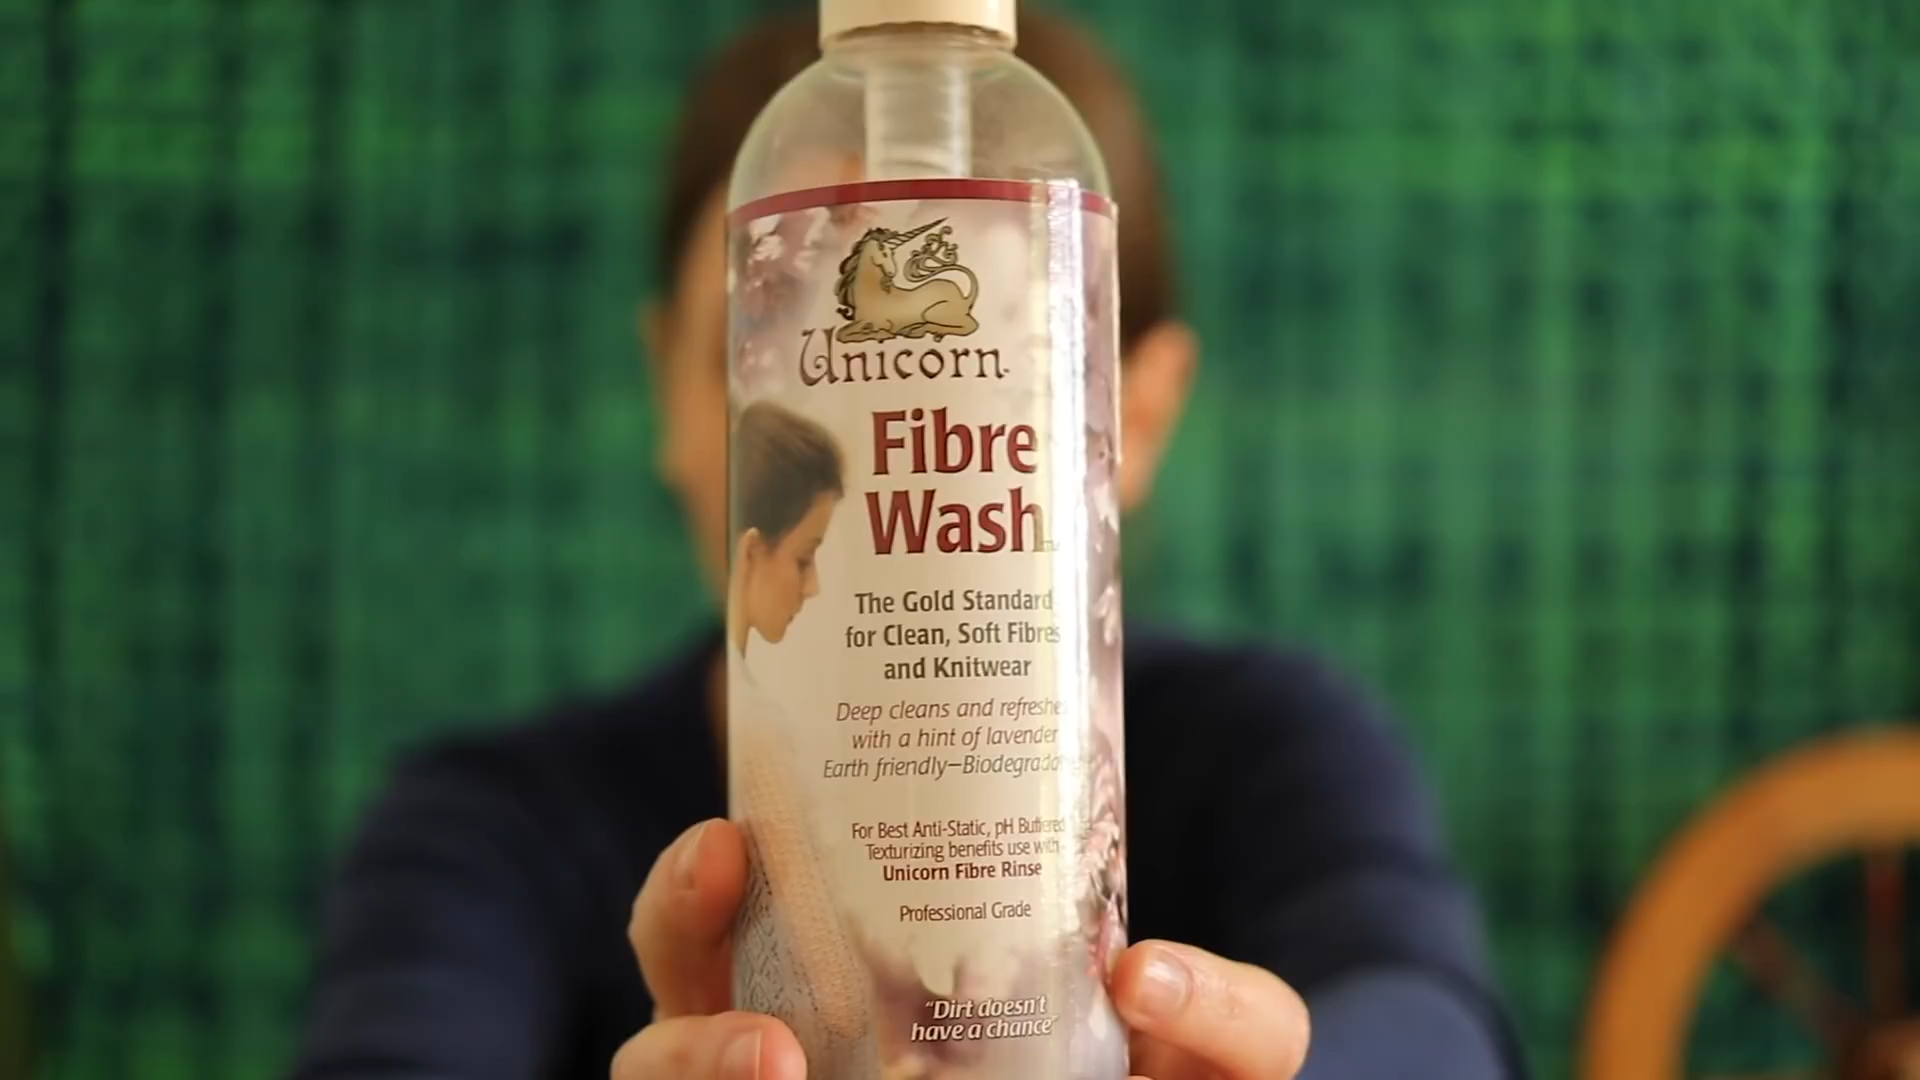 Unicorn
Fibre
Wash
The Gold Standard
for Clean, Soft Fibres
and Knitwear
Deep cleans and refreshes
with a hint of lavender
Earth friendly—Biodegradable
For Best Anti-Static, pH Buffered
Texturizing benefits use with
Unicorn Fibre Rinse
Professional Grade
"Dirt doesn't
have a chance"